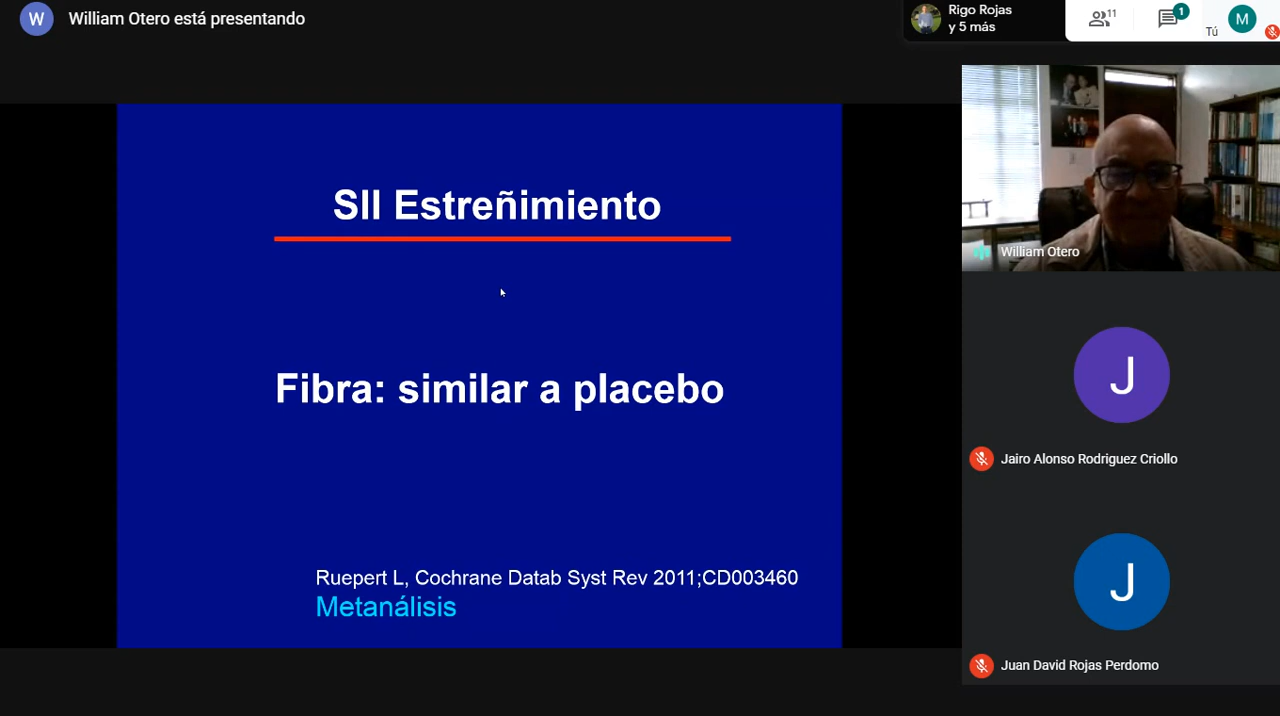 W
William Otero está presentando
Rigo Rojas
y 5 más
11
1
Tú
M
SII Estreñimiento
Fibra: similar a placebo
Ruepert L, Cochrane Datab Syst Rev 2011;CD003460
Metanálisis
William Otero
J
Jairo Alonso Rodriguez Criollo
J
Juan David Rojas Perdomo